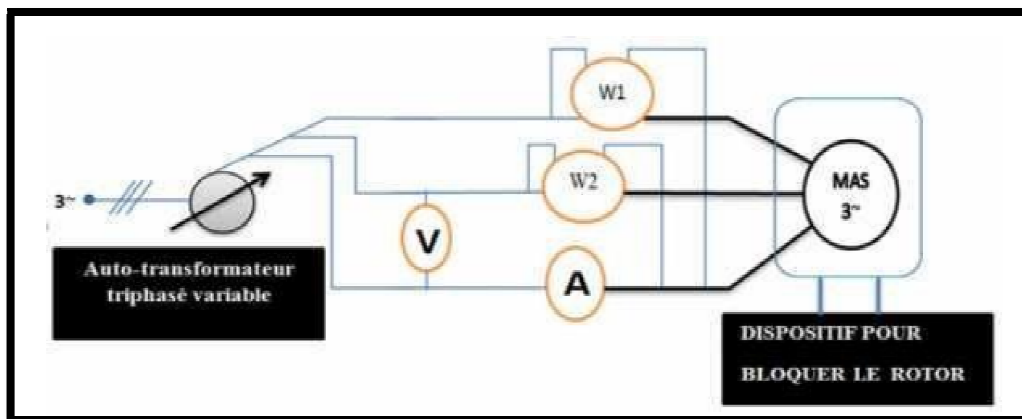 W1
W2
MAS
3~
3~
V
A
Auto-transformateur
triphasé variable
DISPOSITIF POUR
BLOQUER LE ROTOR